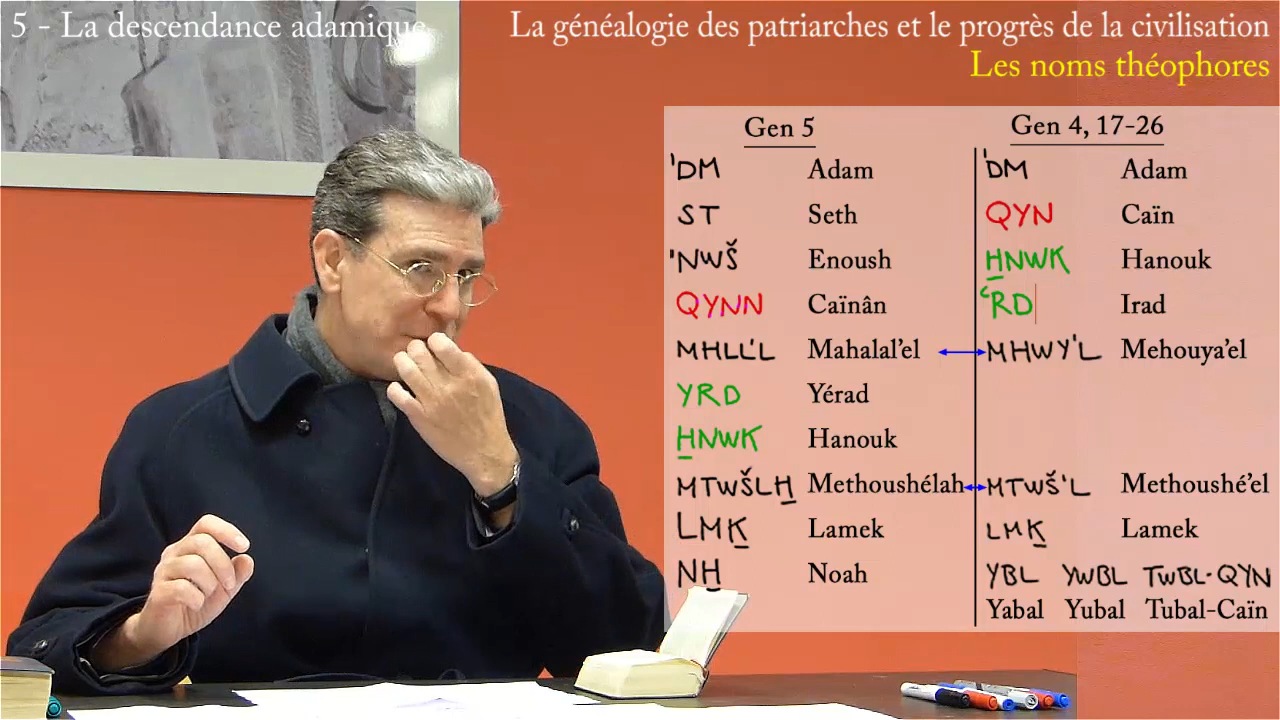 5 - La descendance adamique
La généalogie des patriarches et le progrès de la civilisation
Les noms théophores
Gen 5
'DM Adam
ST Seth
'NWŠ Enoush
QYNN Caïnân
MHLL'L Mahalal’el
YRD Yérad
H̲NWK Hanouk
MTWŠLH̲ Methoushélah
LMK̲ Lamek
NH̲ Noah
Gen 4, 17-26
'DM Adam
QYN Caïn
H̲NWK Hanouk
ʿRD Irad
MHWY'L Mehouya’el
MTWŠ'L Methoushé’el
LMK̲ Lamek
YBL YWBL TWBL-QYN
Yabal Yubal Tubal-Caïn